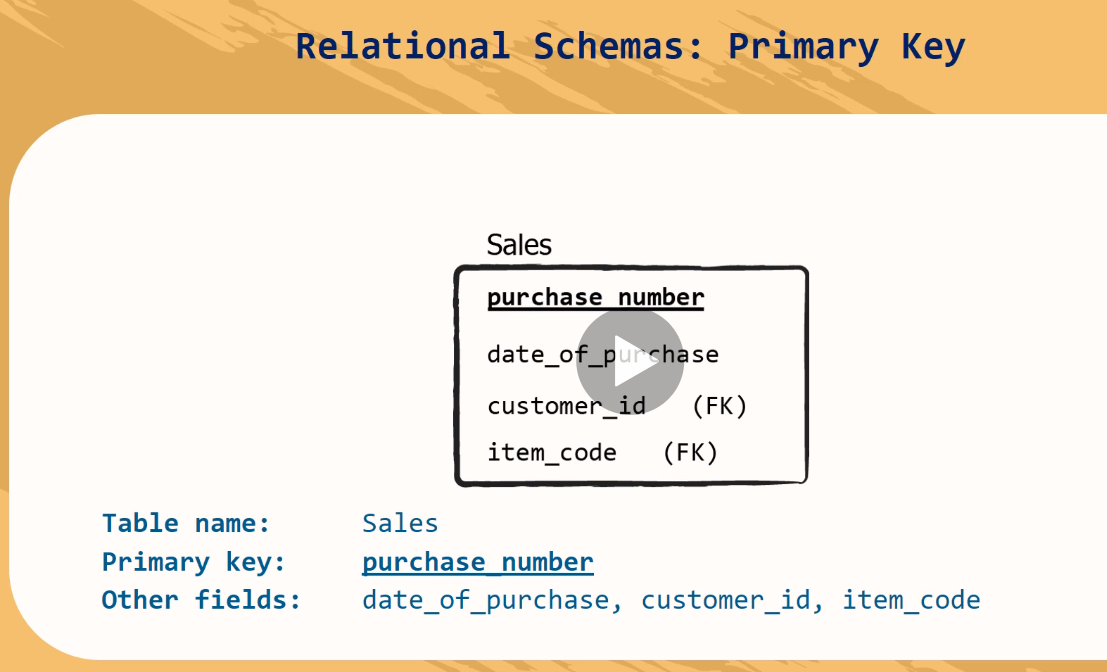 Relational Schemas: Primary Key
Sales
purchase_number
date_of_purchase
customer_id (FK)
item_code (FK)
Table name: Sales
Primary key: purchase_number
Other fields: date_of_purchase, customer_id, item_code